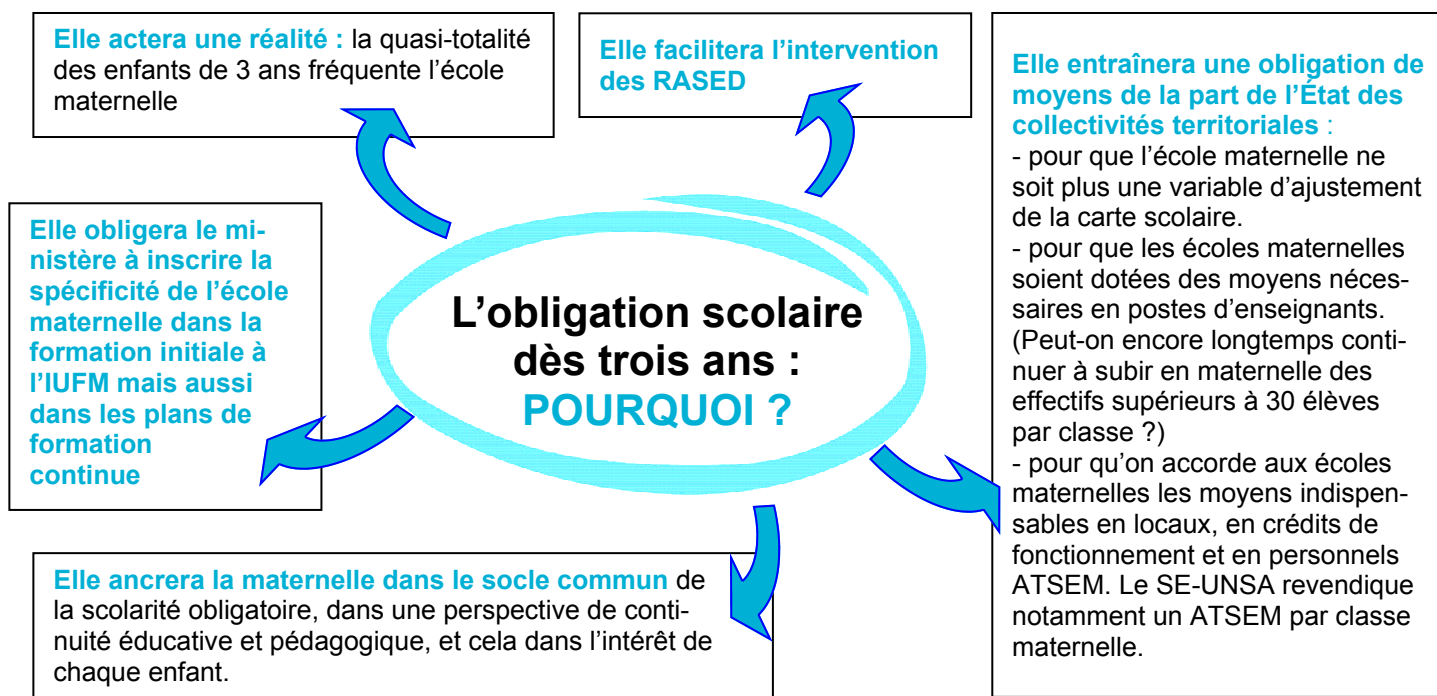 Elle actera une réalité : la quasi-totalité
des enfants de 3 ans fréquente l’école
maternelle
Elle facilitera l’intervention
des RASED
Elle entraînera une obligation de
moyens de la part de l’État des
collectivités territoriales :
- pour que l’école maternelle ne
soit plus une variable d’ajustement
de la carte scolaire.
- pour que les écoles maternelles
soient dotées des moyens néces-
saires en postes d’enseignants.
(Peut-on encore longtemps conti-
nuer à subir en maternelle des
effectifs supérieurs à 30 élèves
par classe ?)
- pour qu’on accorde aux écoles
maternelles les moyens indispen-
sables en locaux, en crédits de
fonctionnement et en personnels
ATSEM. Le SE-UNSA revendique
notamment un ATSEM par classe
maternelle.
Elle obligera le mi-
nistère à inscrire la
spécificité de l’école
maternelle dans la
formation initiale à
l’IUFM mais aussi
dans les plans de
formation
continue
L’obligation scolaire
dès trois ans :
POURQUOI ?
Elle ancrera la maternelle dans le socle commun de
la scolarité obligatoire, dans une perspective de conti-
nuité éducative et pédagogique, et cela dans l’intérêt de
chaque enfant.